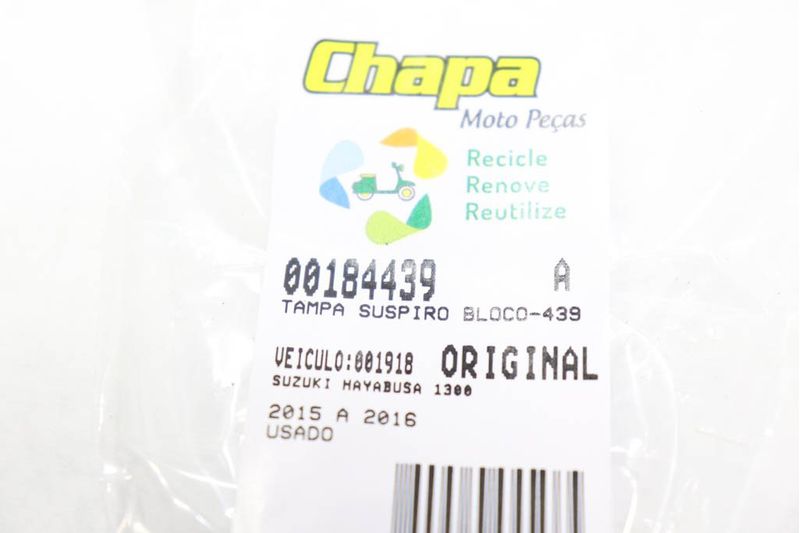 Chapa
Moto Peças
Recicle
Renove
Reutilize
00184439 A
TAMPA SUSPIRO BLOCO-439
VEICULO:001918 ORIGINAL
SUZUKI HAYABUSA 1300
2015 A 2016
USADO